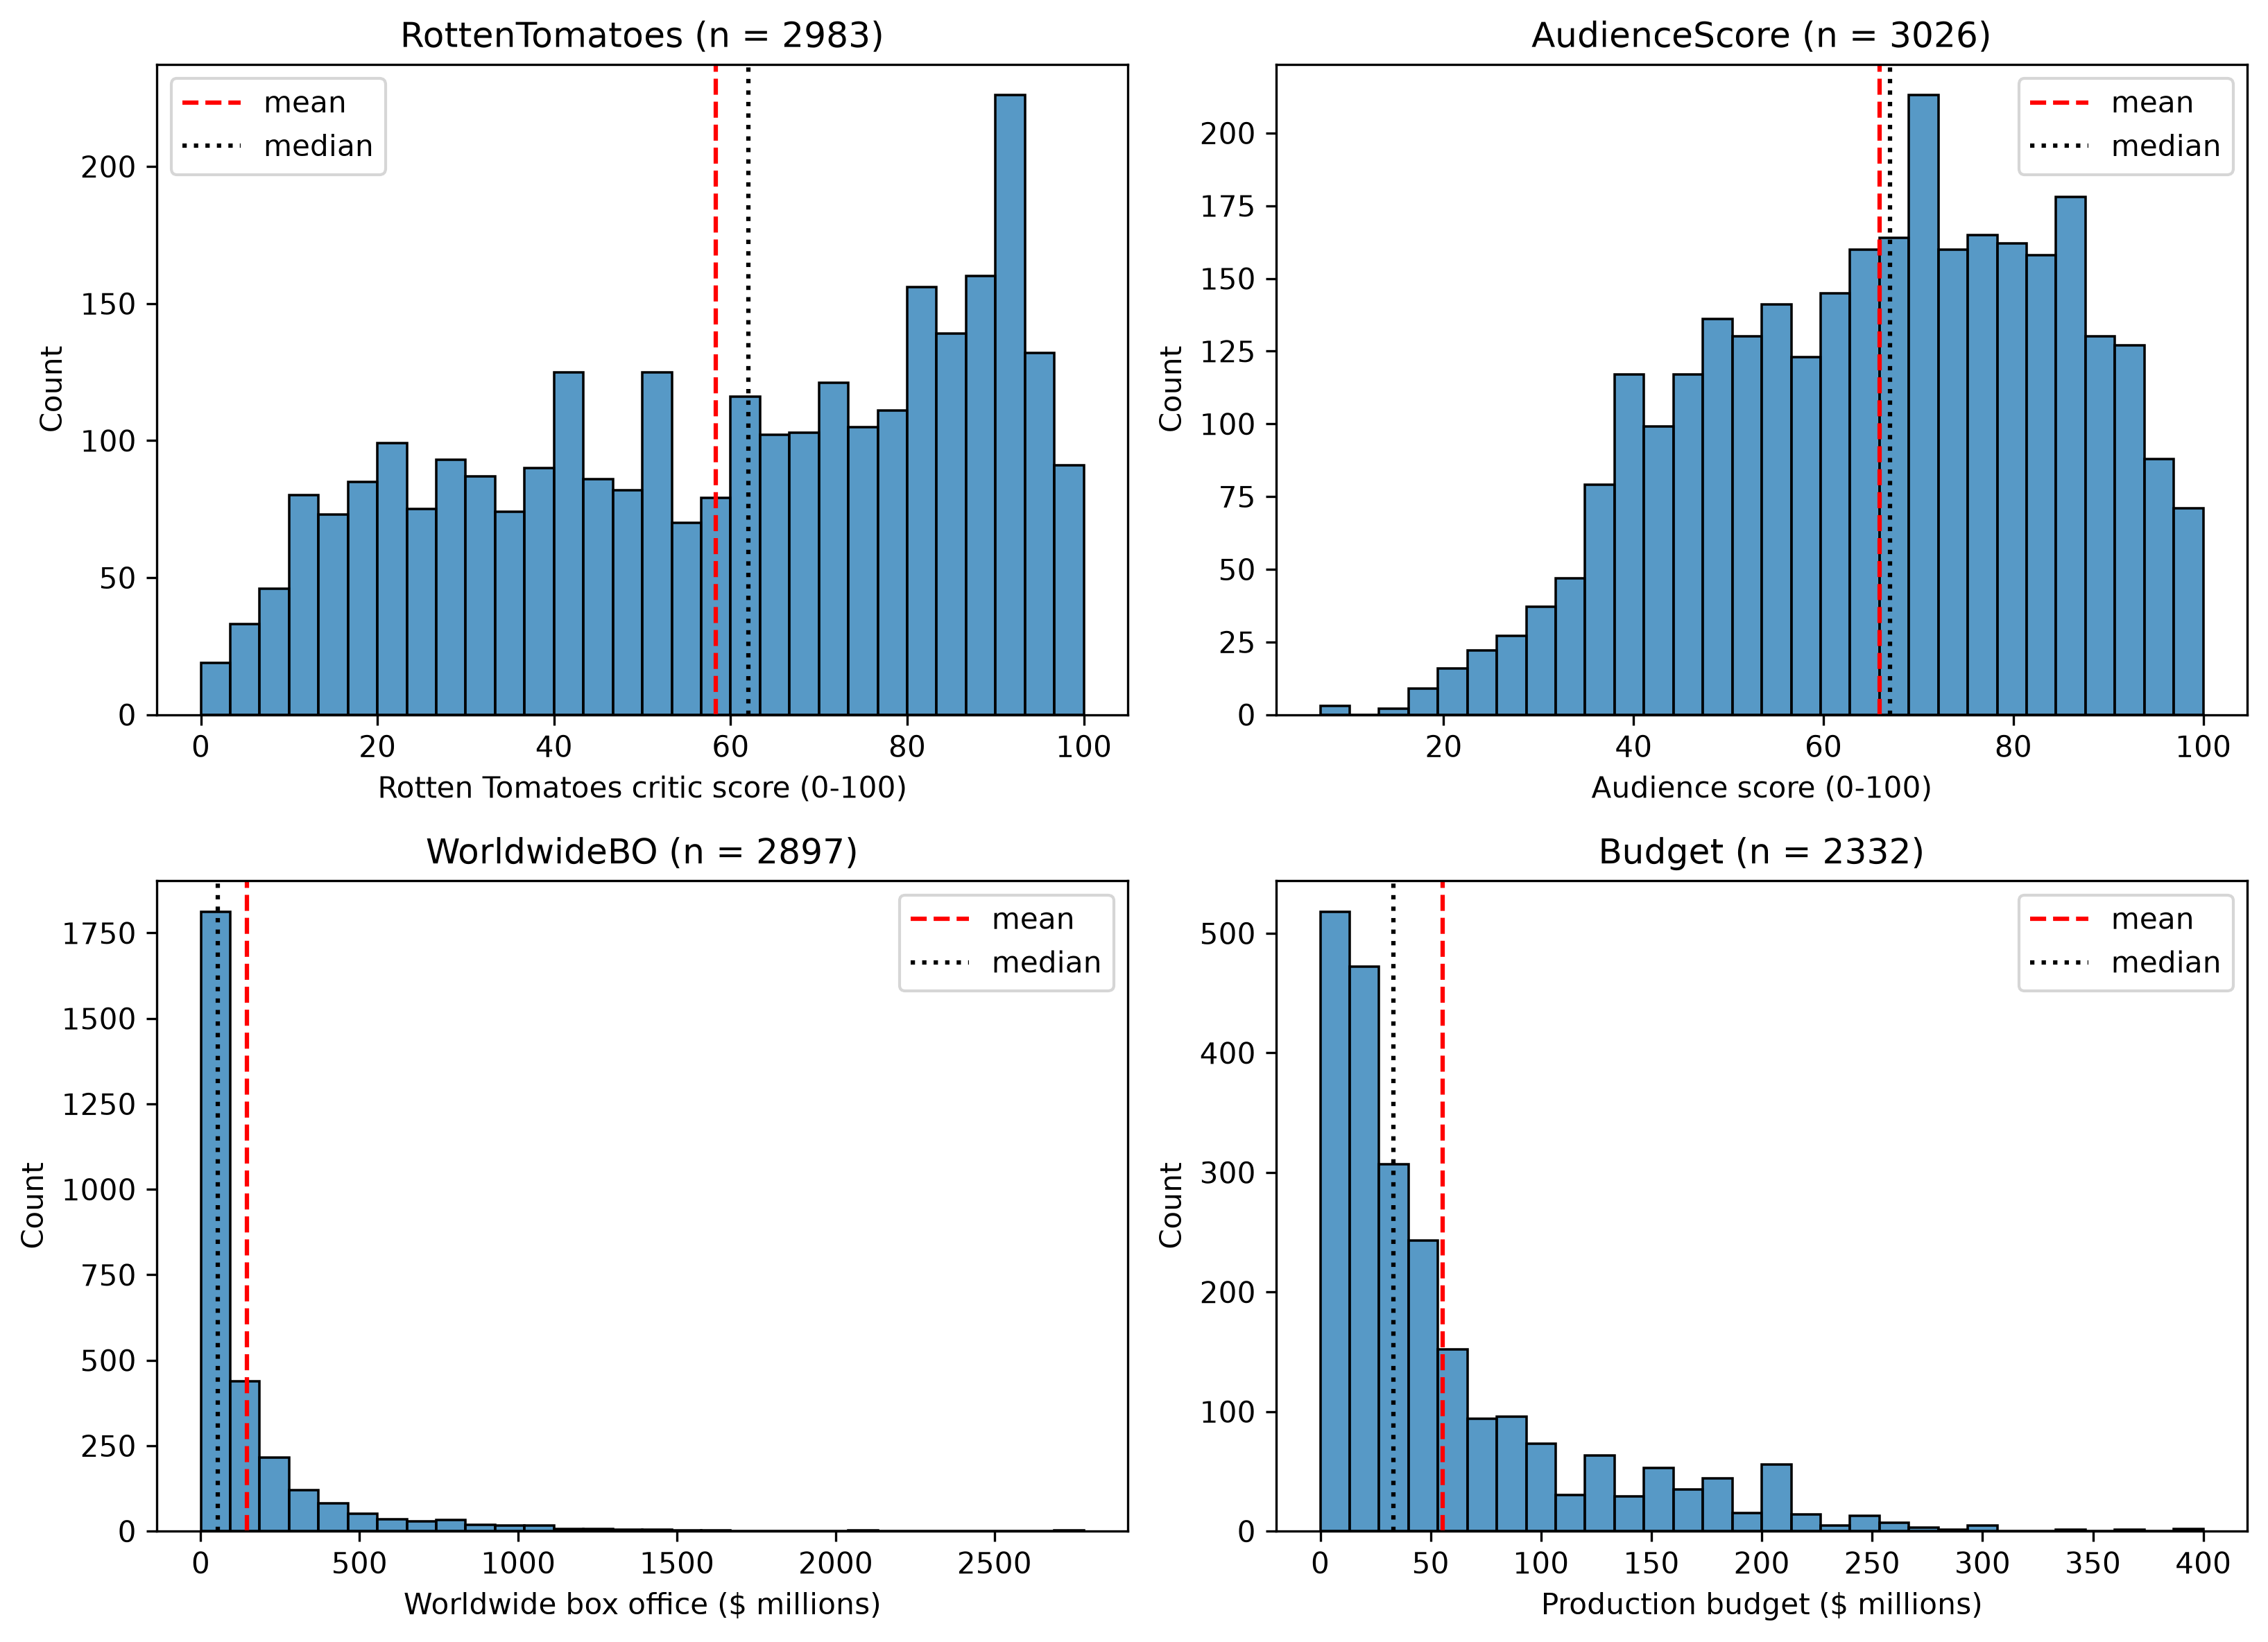 RottenTomatoes (n = 2983)
mean
median
Count
200
150
100
50
0
0 20 40 60 80 100
Rotten Tomatoes critic score (0-100)
AudienceScore (n = 3026)
mean
median
Count
200
175
150
125
100
75
50
25
0
20 40 60 80 100
Audience score (0-100)
WorldwideBO (n = 2897)
mean
median
Count
1750
1500
1250
1000
750
500
250
0
0 500 1000 1500 2000 2500
Worldwide box office ($ millions)
Budget (n = 2332)
mean
median
Count
500
400
300
200
100
0
0 50 100 150 200 250 300 350 400
Production budget ($ millions)